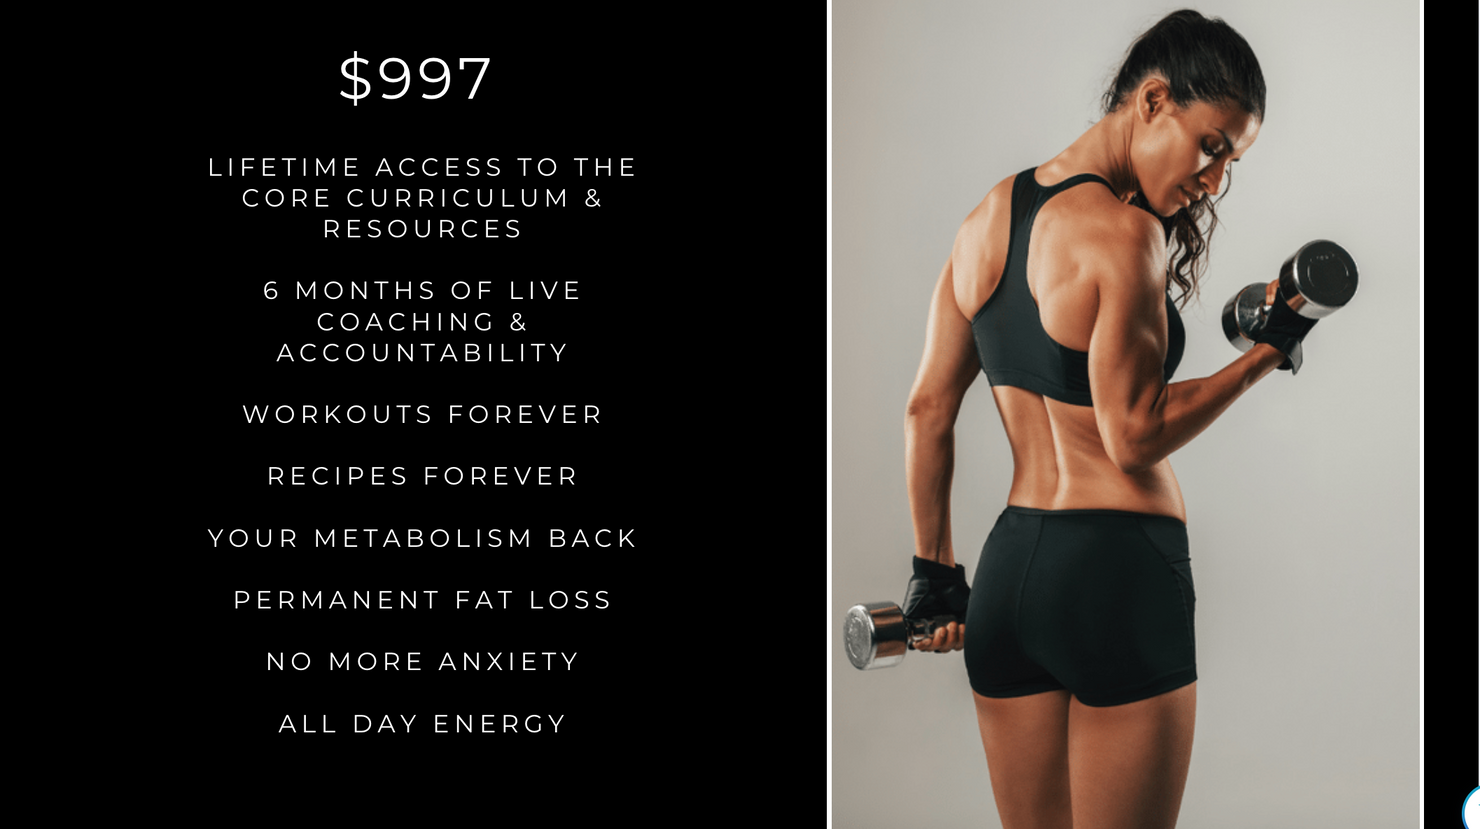 $997
LIFETIME ACCESS TO THE
CORE CURRICULUM &
RESOURCES
6 MONTHS OF LIVE
COACHING &
ACCOUNTABILITY
WORKOUTS FOREVER
RECIPES FOREVER
YOUR METABOLISM BACK
PERMANENT FAT LOSS
NO MORE ANXIETY
ALL DAY ENERGY